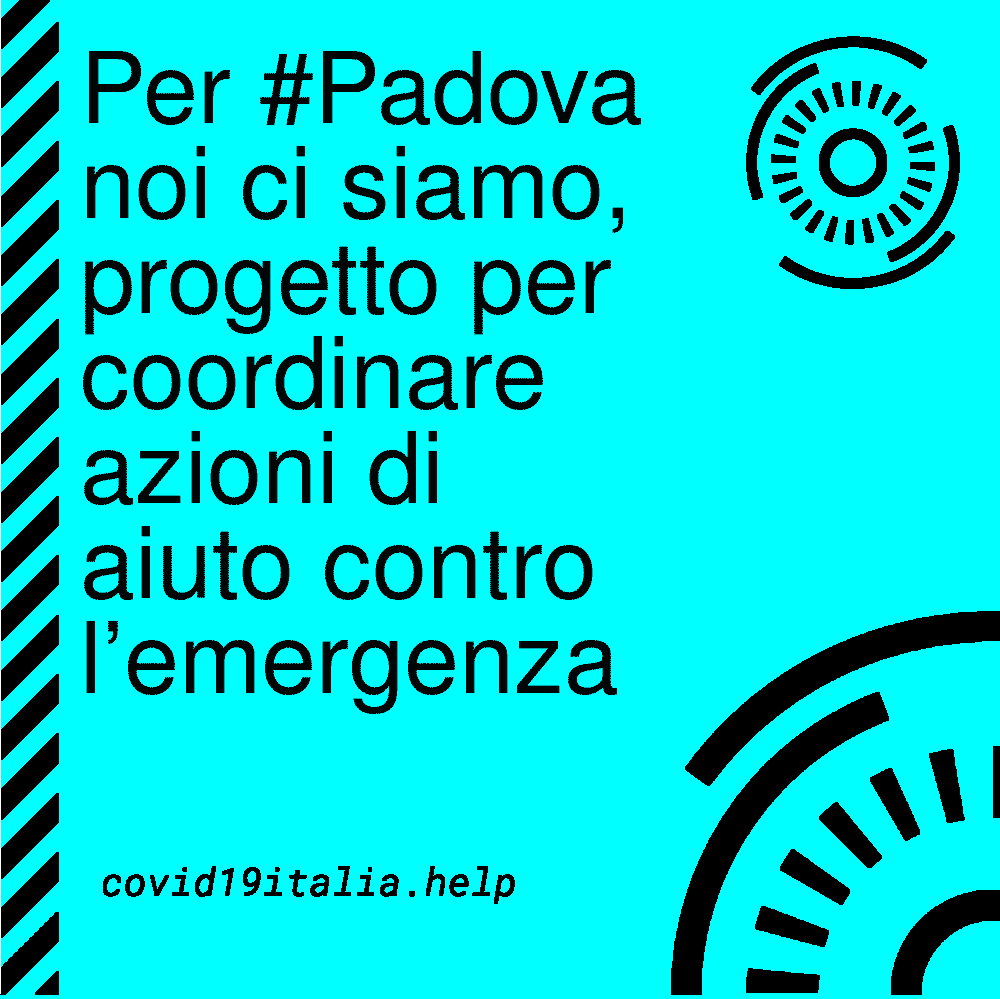 Per #Padova
noi ci siamo,
progetto per
coordinare
azioni di
aiuto contro
l’emergenza
covid19italia.help